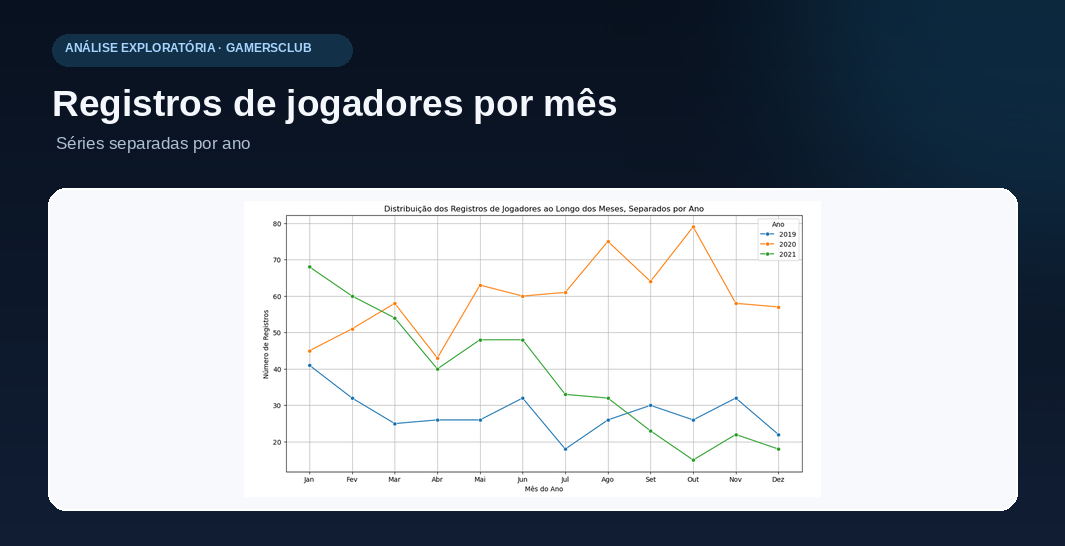 ANÁLISE EXPLORATÓRIA · GAMERSCLUB
Registros de jogadores por mês
Séries separadas por ano
Distribuição dos Registros de Jogadores ao Longo dos Meses, Separados por Ano
Ano
2019
2020
2021
Número de Registros
80
70
60
50
40
30
20
Jan Fev Mar Abr Mai Jun Jul Ago Set Out Nov Dez
Mês do Ano